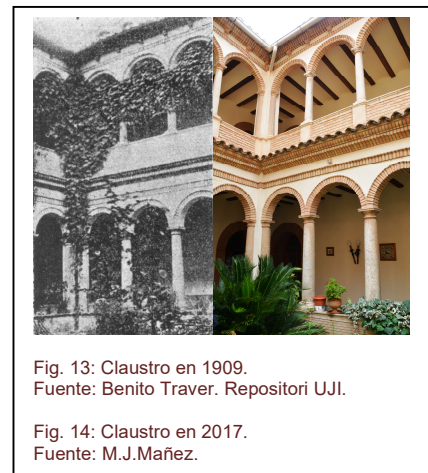 Fig. 13: Claustro en 1909.
Fuente: Benito Traver. Repositori UJI.
Fig. 14: Claustro en 2017.
Fuente: M.J.Mañez.